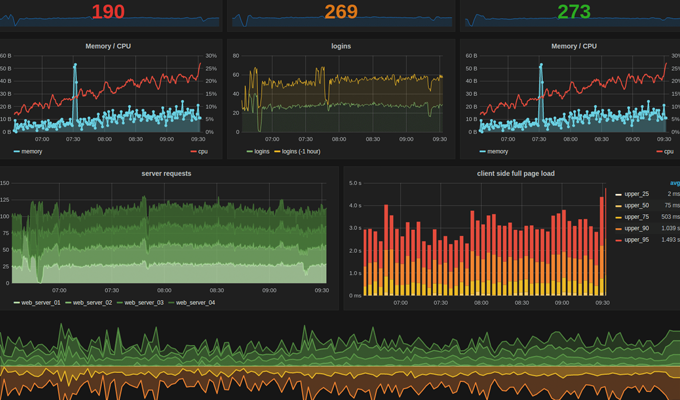 190
269
273
Memory / CPU
60 B
50 B
40 B
30 B
20 B
10 B
0 B
30%
25%
20%
15%
10%
5%
0%
07:00 07:30 08:00 08:30 09:00 09:30
memory cpu
logins
80
60
40
20
0
07:00 07:30 08:00 08:30 09:00 09:30
logins logins (-1 hour)
Memory / CPU
60 B
50 B
40 B
30 B
20 B
10 B
0 B
30%
25%
20%
15%
10%
5%
0%
07:00 07:30 08:00 08:30 09:00 09:30
memory cpu
server requests
150
125
100
75
50
25
0
07:00 07:30 08:00 08:30 09:00 09:30
web_server_01 web_server_02 web_server_03 web_server_04
client side full page load
5.0 s
4.0 s
3.0 s
2.0 s
1.0 s
0 ms
07:00 07:30 08:00 08:30 09:00 09:30
avg
upper_25 2 ms
upper_50 75 ms
upper_75 503 ms
upper_90 1.039 s
upper_95 1.493 s